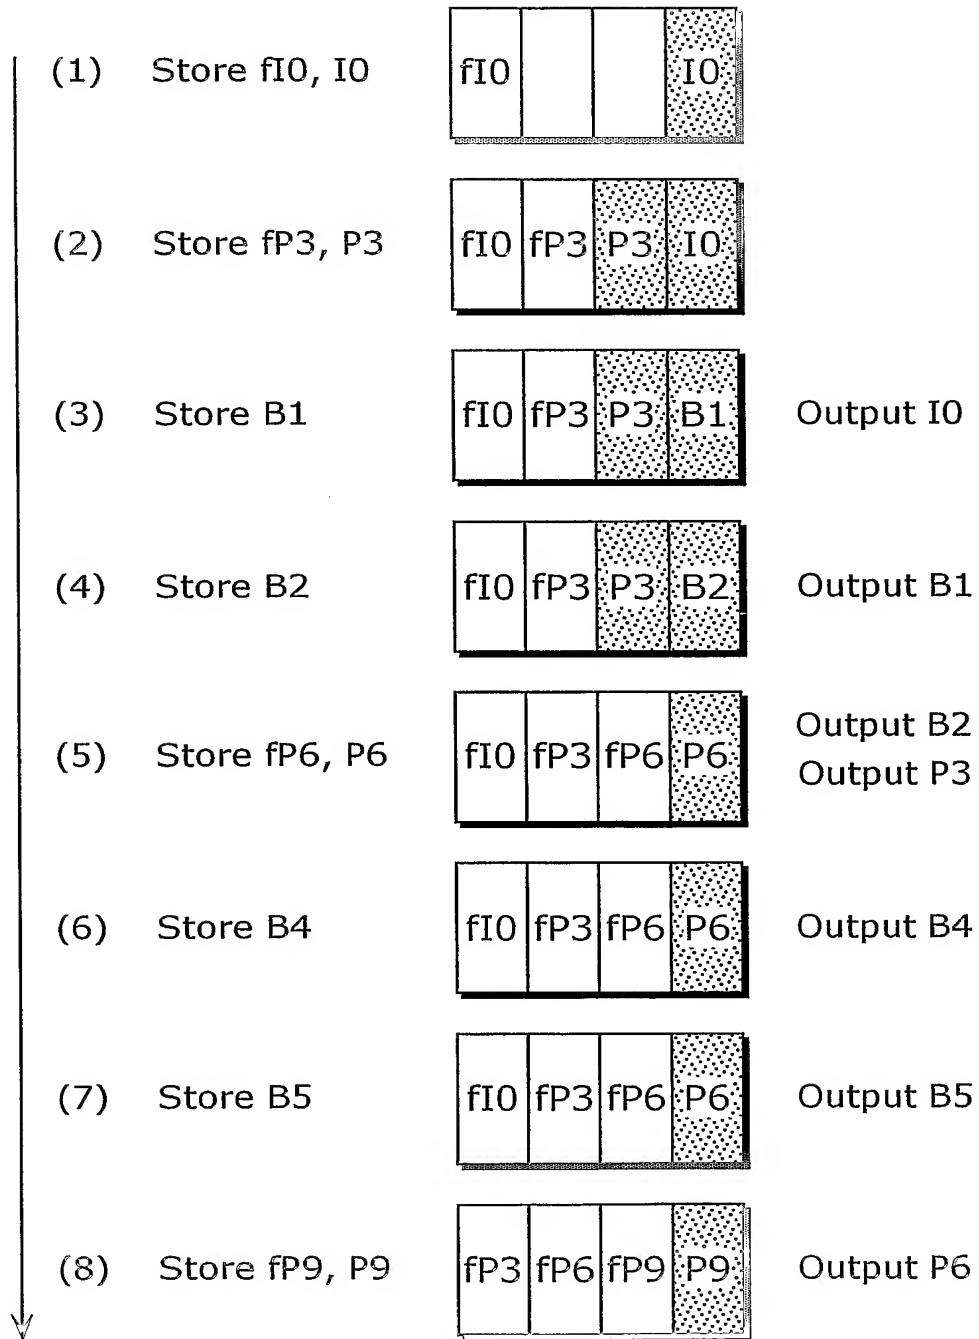 (1) Store fI0, I0 fI0 I0
(2) Store fP3, P3 fI0 fP3 P3 I0
(3) Store B1 fI0 fP3 P3 B1 Output I0
(4) Store B2 fI0 fP3 P3 B2 Output B1
(5) Store fP6, P6 fI0 fP3 fP6 P6 Output B2
Output P3
(6) Store B4 fI0 fP3 fP6 P6 Output B4
(7) Store B5 fI0 fP3 fP6 P6 Output B5
(8) Store fP9, P9 fP3 fP6 fP9 P9 Output P6